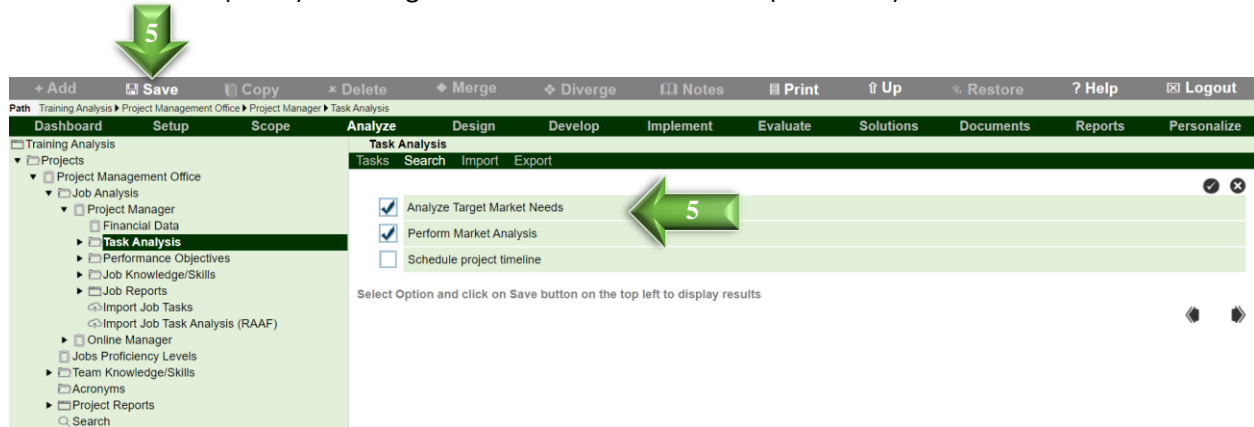 5
+ Add Save Copy × Delete Merge Diverge Notes Print Up Restore ? Help Logout
Path Training Analysis Project Management Office Project Manager Task Analysis
Dashboard Setup Scope Analyze Design Develop Implement Evaluate Solutions Documents Reports Personalize
Training Analysis
Projects
Project Management Office
Job Analysis
Project Manager
Financial Data
Task Analysis
Performance Objectives
Job Knowledge/Skills
Job Reports
Import Job Tasks
Import Job Task Analysis (RAAF)
Online Manager
Jobs Proficiency Levels
Team Knowledge/Skills
Acronyms
Project Reports
Search
Task Analysis
Tasks Search Import Export
Analyze Target Market Needs
5
Perform Market Analysis
Schedule project timeline
Select Option and click on Save button on the top left to display results